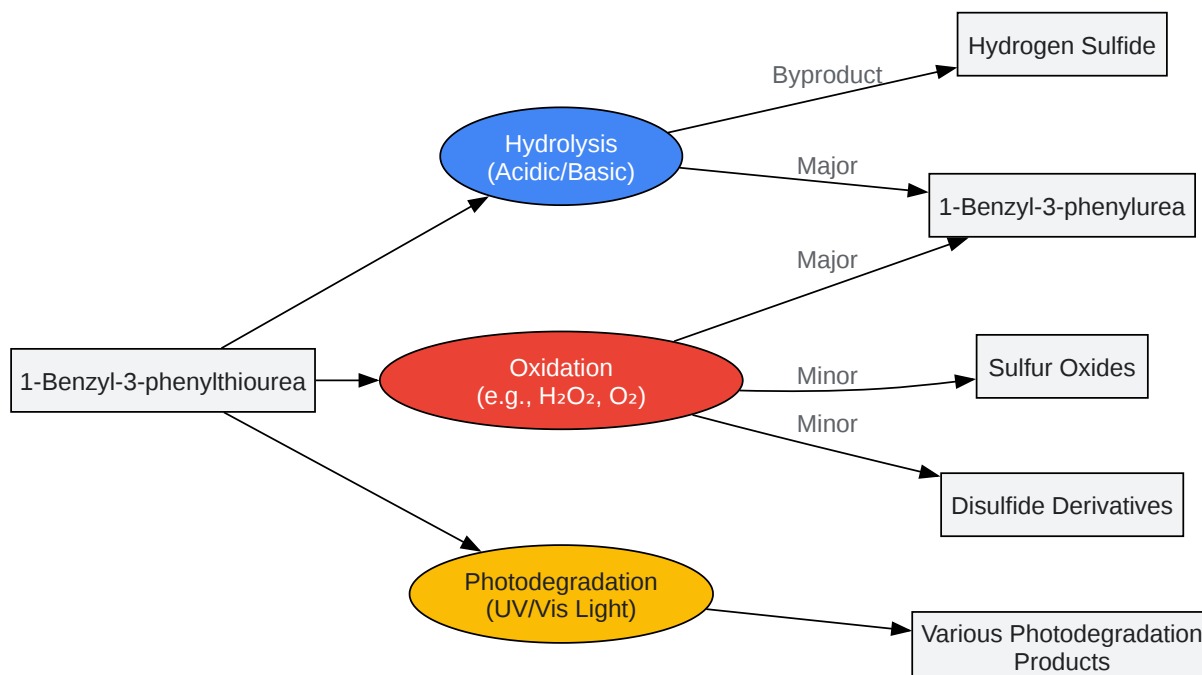 Hydrogen Sulfide
Byproduct
Hydrolysis
(Acidic/Basic)
Major
1-Benzyl-3-phenylurea
Major
1-Benzyl-3-phenylthiourea
Oxidation
(e.g., H₂O₂, O₂)
Minor
Sulfur Oxides
Minor
Disulfide Derivatives
Photodegradation
(UV/Vis Light)
Various Photodegradation
Products